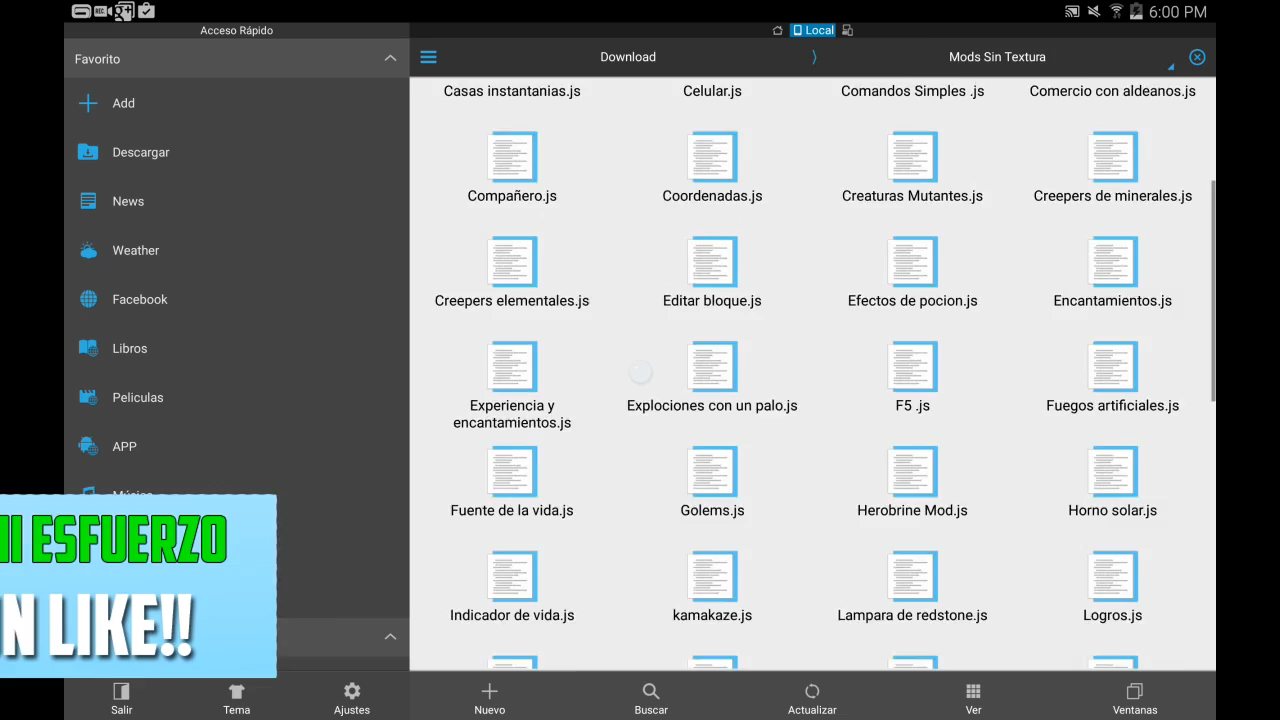 REC
6:00 PM
Acceso Rápido
Local
Favorito
Download
Mods Sin Textura
Add
Descargar
News
Weather
Facebook
Libros
Peliculas
APP
Casas instantanias.js
Celular.js
Comandos Simples .js
Comercio con aldeanos.js
Compañero.js
Coordenadas.js
Creaturas Mutantes.js
Creepers de minerales.js
Creepers elementales.js
Editar bloque.js
Efectos de pocion.js
Encantamientos.js
Experiencia y
encantamientos.js
Explociones con un palo.js
F5 .js
Fuegos artificiales.js
Fuente de la vida.js
Golems.js
Herobrine Mod.js
Horno solar.js
Indicador de vida.js
kamakaze.js
Lampara de redstone.js
Logros.js
MI ESFUERZO
N LIKE!!
Salir
Tema
Ajustes
Nuevo
Buscar
Actualizar
Ver
Ventanas